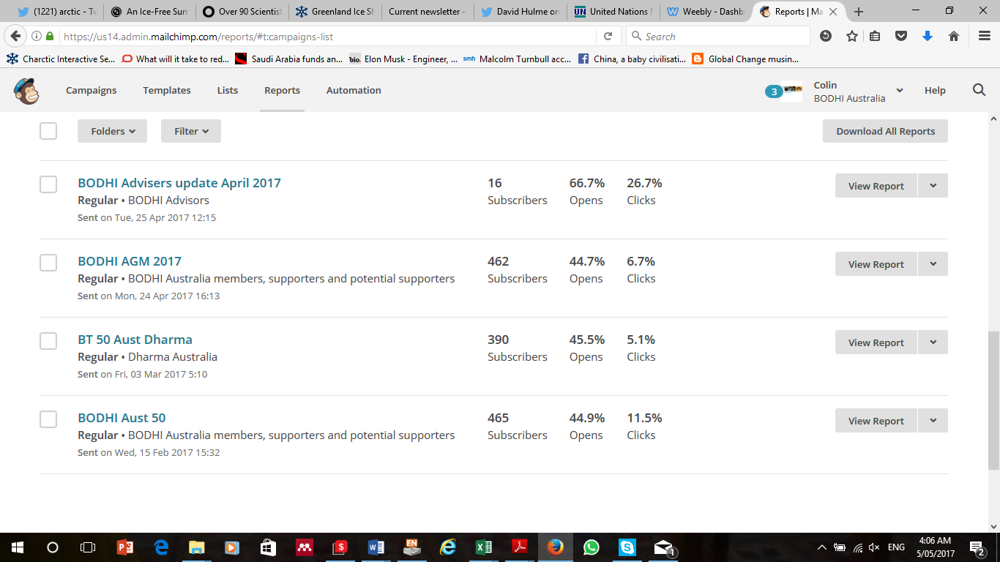 (1221) arctic - Tw
An Ice-Free Sum
Over 90 Scientist
Greenland Ice Sh
Current newsletter -
David Hulme on
United Nations N
Weebly - Dashbo
Reports | Ma
https://us14.admin.mailchimp.com/reports/#t:campaigns-list
Search
Charctic Interactive Se...
What will it take to red...
Saudi Arabia funds an...
bio. Elon Musk - Engineer, ...
smh Malcolm Turnbull acc...
China, a baby civilisati...
Global Change musin...
Campaigns
Templates
Lists
Reports
Automation
3
Colin
BODHI Australia
Help
Folders
Filter
Download All Reports
BODHI Advisers update April 2017
Regular • BODHI Advisors
Sent on Tue, 25 Apr 2017 12:15
16
Subscribers
66.7%
Opens
26.7%
Clicks
View Report
BODHI AGM 2017
Regular • BODHI Australia members, supporters and potential supporters
Sent on Mon, 24 Apr 2017 16:13
462
Subscribers
44.7%
Opens
6.7%
Clicks
View Report
BT 50 Aust Dharma
Regular • Dharma Australia
Sent on Fri, 03 Mar 2017 5:10
390
Subscribers
45.5%
Opens
5.1%
Clicks
View Report
BODHI Aust 50
Regular • BODHI Australia members, supporters and potential supporters
Sent on Wed, 15 Feb 2017 15:32
465
Subscribers
44.9%
Opens
11.5%
Clicks
View Report
ENG
4:06 AM
5/05/2017
1
2